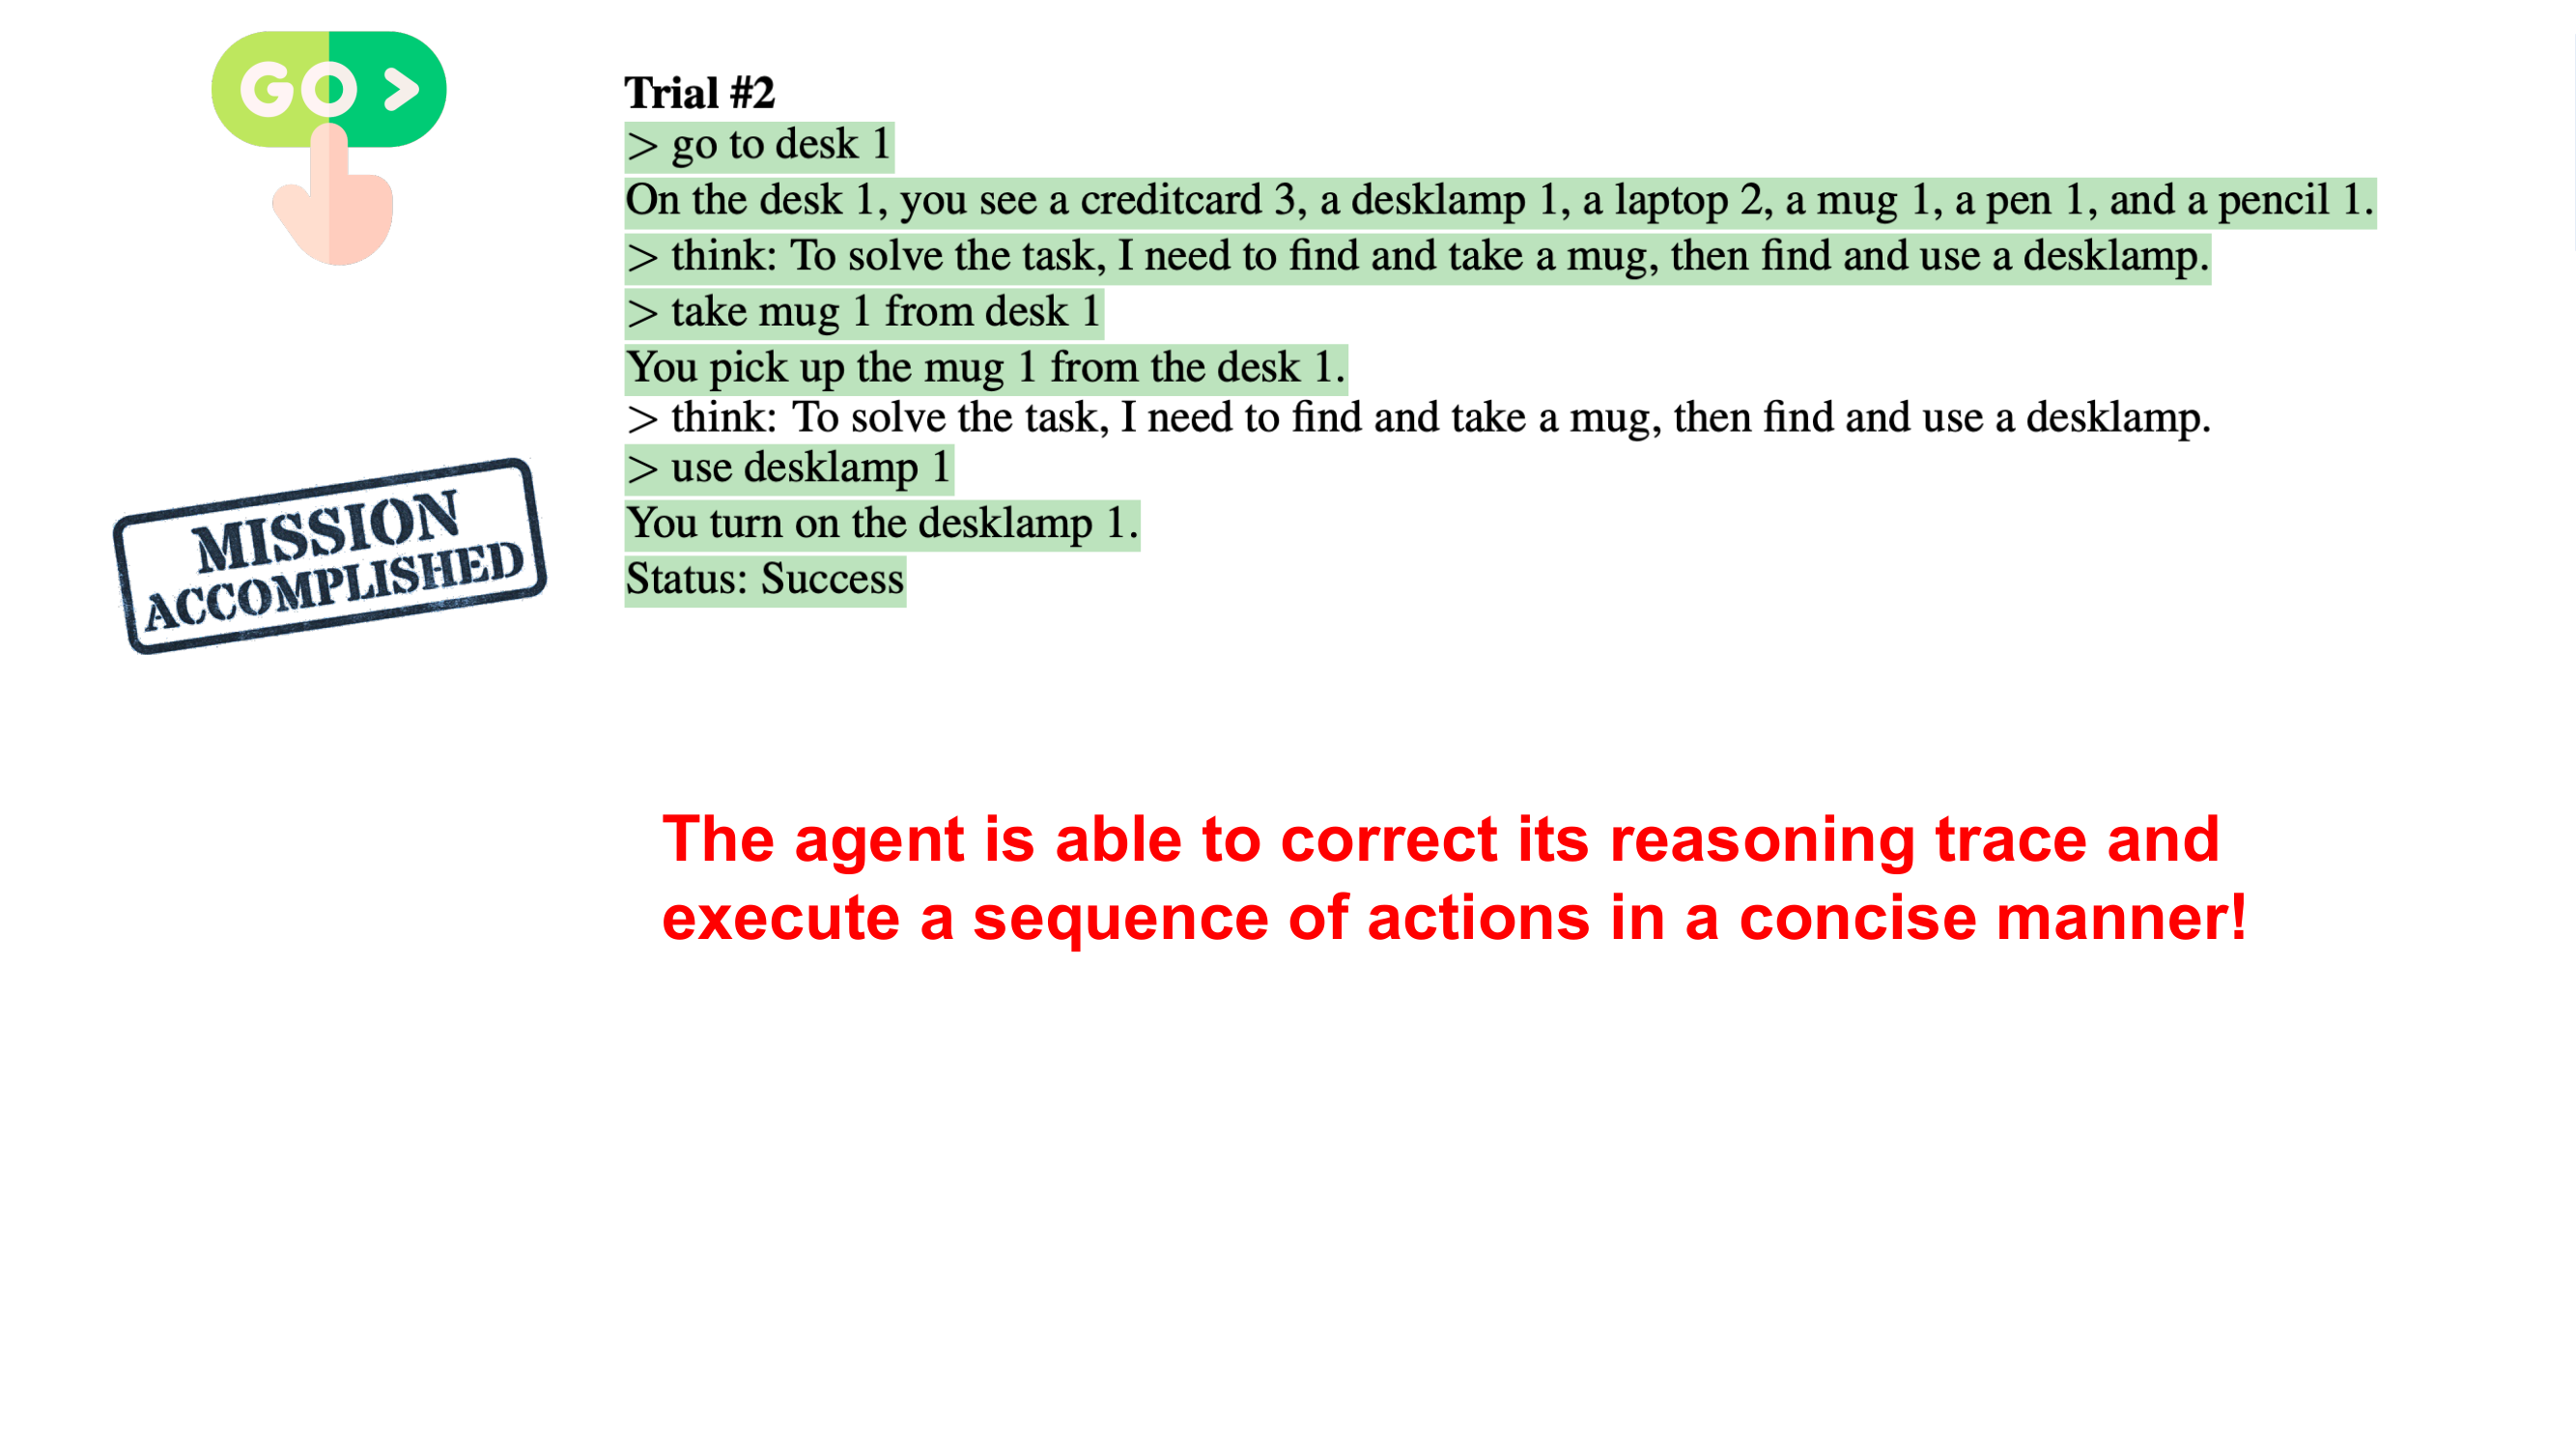 GO >
Trial #2
> go to desk 1
On the desk 1, you see a creditcard 3, a desklamp 1, a laptop 2, a mug 1, a pen 1, and a pencil 1.
> think: To solve the task, I need to find and take a mug, then find and use a desklamp.
> take mug 1 from desk 1
You pick up the mug 1 from the desk 1.
> think: To solve the task, I need to find and take a mug, then find and use a desklamp.
> use desklamp 1
You turn on the desklamp 1.
Status: Success
MISSION
ACCOMPLISHED
The agent is able to correct its reasoning trace and
execute a sequence of actions in a concise manner!